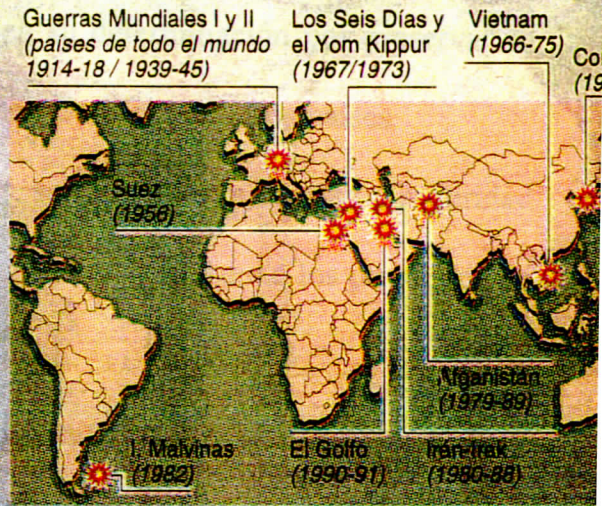 Guerras Mundiales I y II
(países de todo el mundo
1914-18 / 1939-45)
Los Seis Días y
el Yom Kippur
(1967/1973)
Vietnam
(1966-75)
Suez
(1956)
Afganistán
(1979-89)
I. Malvinas
(1982)
El Golfo
(1990-91)
Irán-Irak
(1980-88)